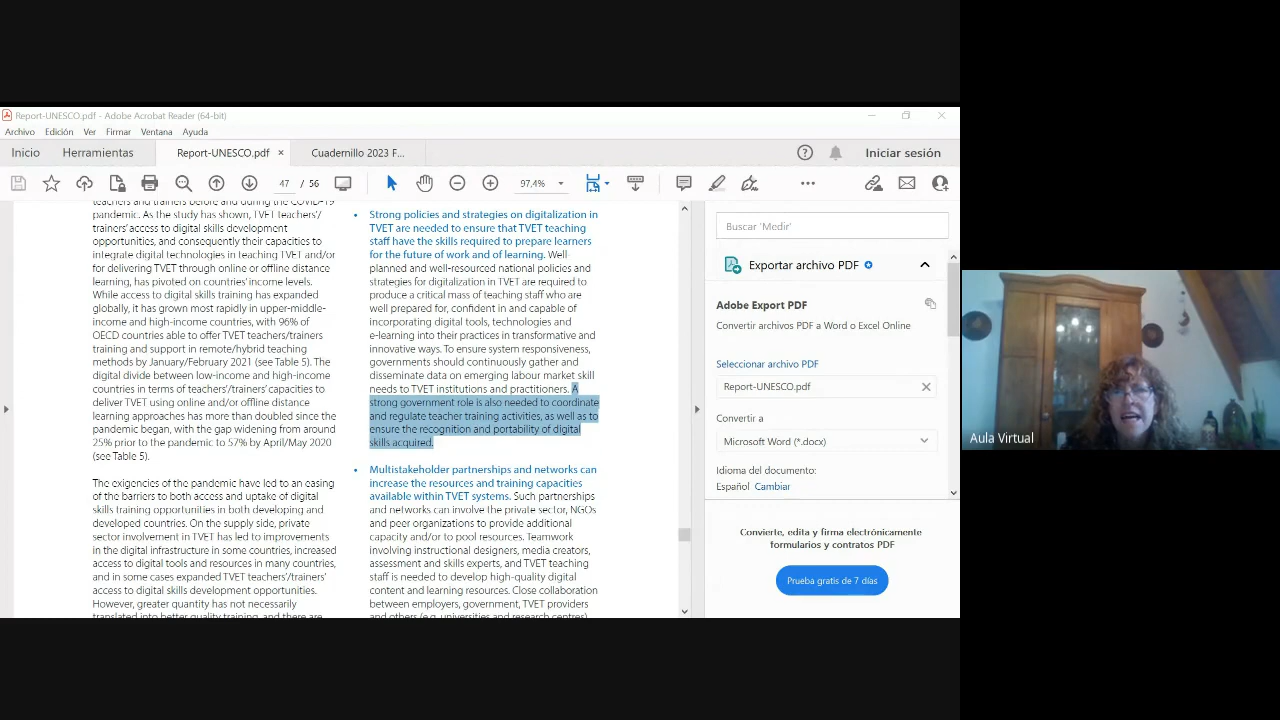 Report-UNESCO.pdf - Adobe Acrobat Reader (64-bit)
Archivo Edición Ver Firmar Ventana Ayuda
Inicio Herramientas Report-UNESCO.pdf × Cuadernillo 2023 F... Iniciar sesión
47 / 56 97,4%
teachers and trainers before and during the COVID-19
pandemic. As the study has shown, TVET teachers'/
trainers' access to digital skills development
opportunities, and consequently their capacities to
integrate digital technologies in teaching TVET and/or
for delivering TVET through online or offline distance
learning, has pivoted on countries' income levels.
While access to digital skills training has expanded
globally, it has grown most rapidly in upper-middle-
income and high-income countries, with 96% of
OECD countries able to offer TVET teachers/trainers
training and support in remote/hybrid teaching
methods by January/February 2021 (see Table 5). The
digital divide between low-income and high-income
countries in terms of teachers'/trainers' capacities to
deliver TVET using online and/or offline distance
learning approaches has more than doubled since the
pandemic began, with the gap widening from around
25% prior to the pandemic to 57% by April/May 2020
(see Table 5).
The exigencies of the pandemic have led to an easing
of the barriers to both access and uptake of digital
skills training opportunities in both developing and
developed countries. On the supply side, private
sector involvement in TVET has led to improvements
in the digital infrastructure in some countries, increased
access to digital tools and resources in many countries,
and in some cases expanded TVET teachers'/trainers'
access to digital skills development opportunities.
However, greater quantity has not necessarily
translated into better quality training, and there are
• Strong policies and strategies on digitalization in
TVET are needed to ensure that TVET teaching
staff have the skills required to prepare learners
for the future of work and of learning. Well-
planned and well-resourced national policies and
strategies for digitalization in TVET are required to
produce a critical mass of teaching staff who are
well prepared for, confident in and capable of
incorporating digital tools, technologies and
e-learning into their practices in transformative and
innovative ways. To ensure system responsiveness,
governments should continuously gather and
disseminate data on emerging labour market skill
needs to TVET institutions and practitioners. A
strong government role is also needed to coordinate
and regulate teacher training activities, as well as to
ensure the recognition and portability of digital
skills acquired.
• Multistakeholder partnerships and networks can
increase the resources and training capacities
available within TVET systems. Such partnerships
and networks can involve the private sector, NGOs
and peer organizations to provide additional
capacity and/or to pool resources. Teamwork
involving instructional designers, media creators,
assessment and skills experts, and TVET teaching
staff is needed to develop high-quality digital
content and learning resources. Close collaboration
between employers, government, TVET providers
and others (e.g. universities and research centres)
Buscar 'Medir'
Exportar archivo PDF
Adobe Export PDF
Convertir archivos PDF a Word o Excel Online
Seleccionar archivo PDF
Report-UNESCO.pdf
Convertir a
Microsoft Word (*.docx)
Idioma del documento:
Español Cambiar
Convierte, edita y firma electrónicamente
formularios y contratos PDF
Prueba gratis de 7 días
Aula Virtual